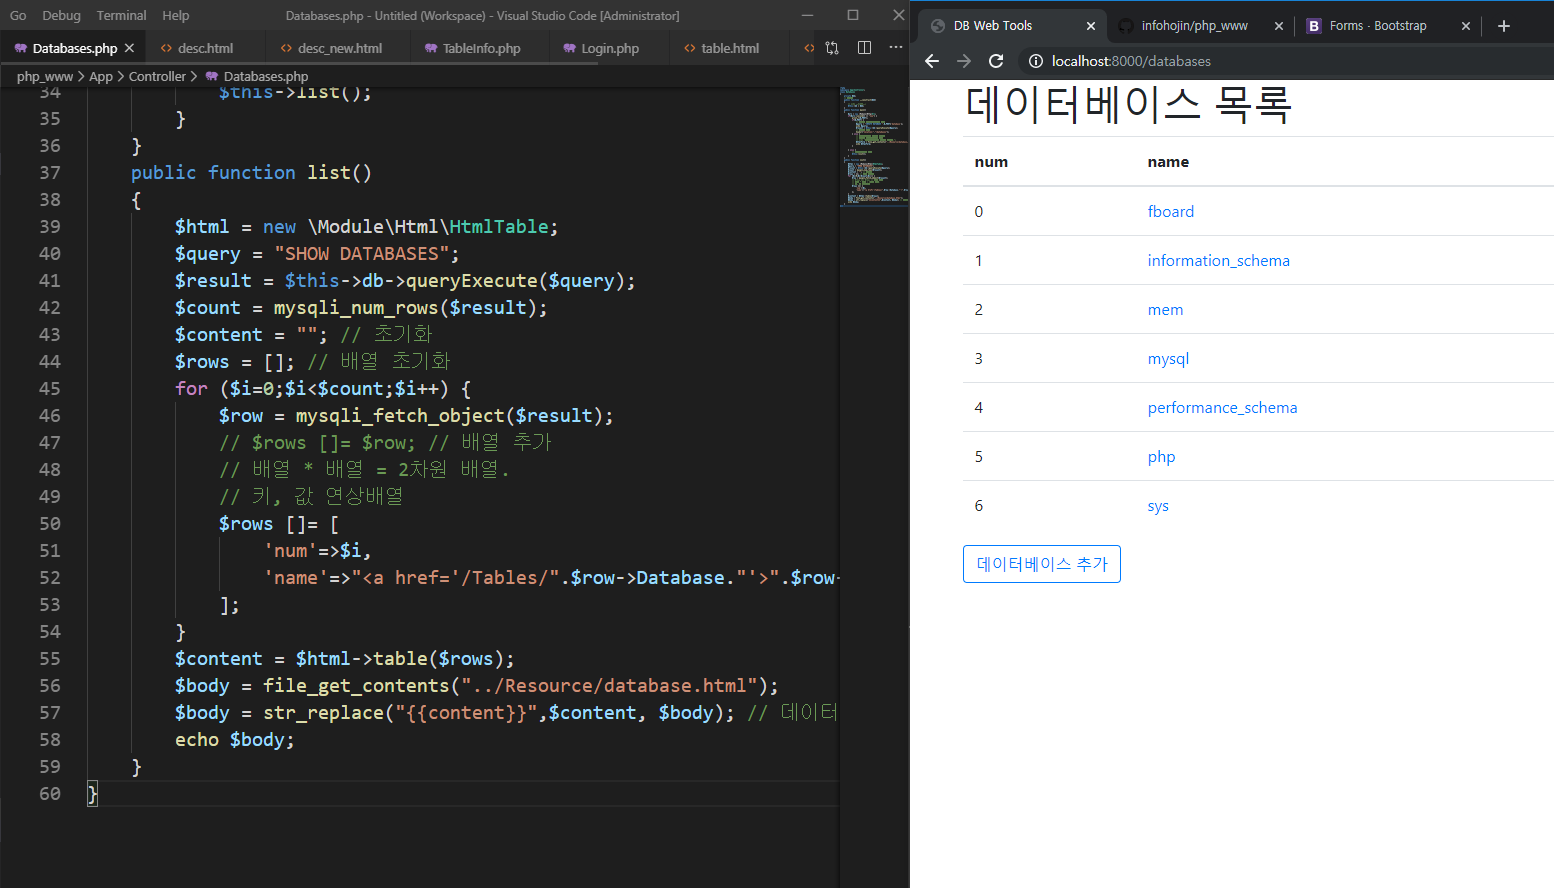 Go Debug Terminal Help Databases.php - Untitled (Workspace) - Visual Studio Code [Administrator]
Databases.php desc.html desc_new.html TableInfo.php Login.php table.html
php_www > App > Controller > Databases.php
34 $this->list();
35 }
36 }
37 public function list()
38 {
39 $html = new \Module\Html\HtmlTable;
40 $query = "SHOW DATABASES";
41 $result = $this->db->queryExecute($query);
42 $count = mysqli_num_rows($result);
43 $content = ""; // 초기화
44 $rows = []; // 배열 초기화
45 for ($i=0;$i<$count;$i++) {
46 $row = mysqli_fetch_object($result);
47 // $rows []= $row; // 배열 추가
48 // 배열 * 배열 = 2차원 배열.
49 // 키, 값 연상배열
50 $rows []= [
51 'num'=>$i,
52 'name'=>"<a href='/Tables/".$row->Database."'>".$row-
53 ];
54 }
55 $content = $html->table($rows);
56 $body = file_get_contents("../Resource/database.html");
57 $body = str_replace("{{content}}",$content, $body); // 데이터
58 echo $body;
59 }
60 }
DB Web Tools infohojin/php_www Forms · Bootstrap
localhost:8000/databases
데이터베이스 목록
num name
0 fboard
1 information_schema
2 mem
3 mysql
4 performance_schema
5 php
6 sys
데이터베이스 추가